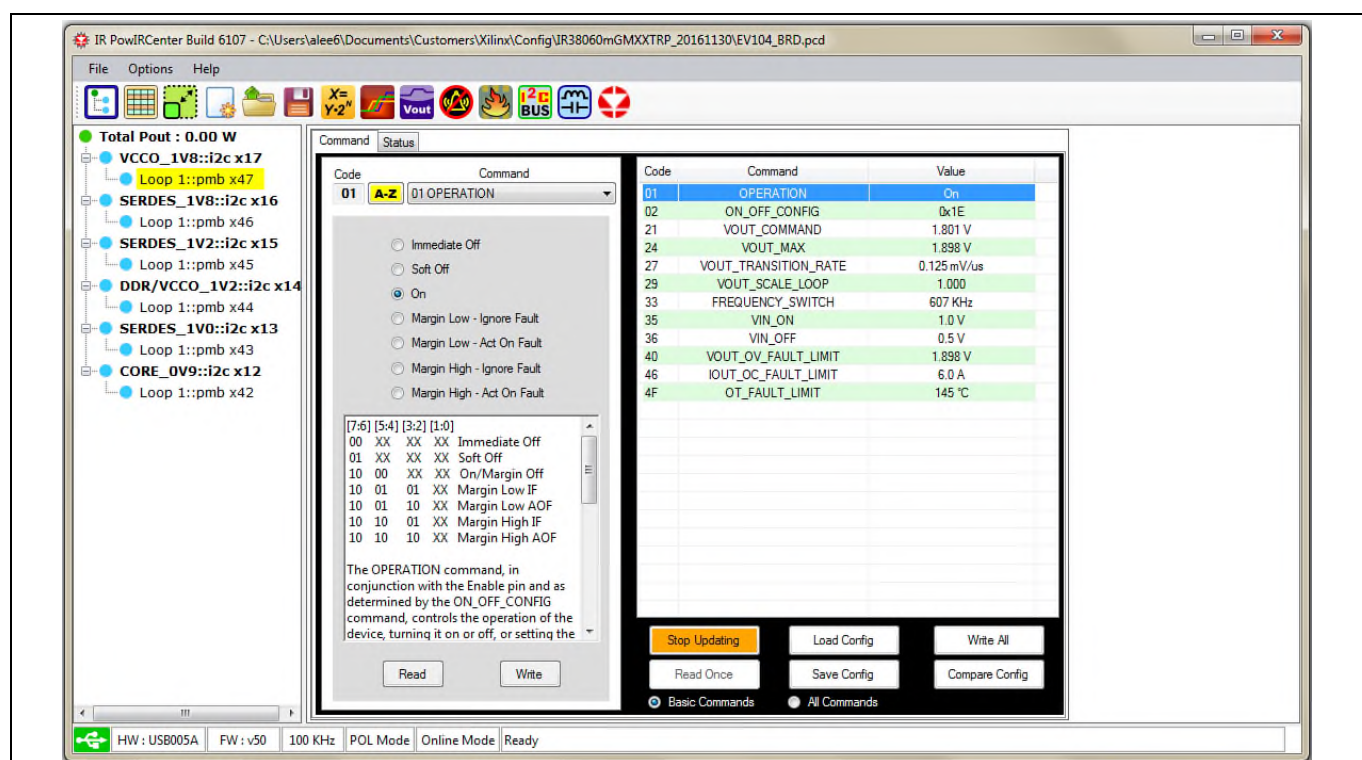 IR PowIRCenter Build 6107 - C:\Users\alee6\Documents\Customers\Xilinx\Config\IR38060mGMXXTRP_20161130\EV104_BRD.pcd
File Options Help
X=
Y·2ⁿ
Vout
I²C
BUS
Total Pout : 0.00 W
VCCO_1V8::i2c x17
Loop 1::pmb x47
SERDES_1V8::i2c x16
Loop 1::pmb x46
SERDES_1V2::i2c x15
Loop 1::pmb x45
DDR/VCCO_1V2::i2c x14
Loop 1::pmb x44
SERDES_1V0::i2c x13
Loop 1::pmb x43
CORE_0V9::i2c x12
Loop 1::pmb x42
Command Status
Code Command
01 A-Z 01 OPERATION
Immediate Off
Soft Off
On
Margin Low - Ignore Fault
Margin Low - Act On Fault
Margin High - Ignore Fault
Margin High - Act On Fault
[7:6] [5:4] [3:2] [1:0]
00 XX XX XX Immediate Off
01 XX XX XX Soft Off
10 00 XX XX On/Margin Off
10 01 01 XX Margin Low IF
10 01 10 XX Margin Low AOF
10 10 01 XX Margin High IF
10 10 10 XX Margin High AOF
The OPERATION command, in
conjunction with the Enable pin and as
determined by the ON_OFF_CONFIG
command, controls the operation of the
device, turning it on or off, or setting the
Read Write
Code Command Value
01 OPERATION On
02 ON_OFF_CONFIG 0x1E
21 VOUT_COMMAND 1.801 V
24 VOUT_MAX 1.898 V
27 VOUT_TRANSITION_RATE 0.125 mV/us
29 VOUT_SCALE_LOOP 1.000
33 FREQUENCY_SWITCH 607 KHz
35 VIN_ON 1.0 V
36 VIN_OFF 0.5 V
40 VOUT_OV_FAULT_LIMIT 1.898 V
46 IOUT_OC_FAULT_LIMIT 6.0 A
4F OT_FAULT_LIMIT 145 ℃
Stop Updating Load Config Write All
Read Once Save Config Compare Config
Basic Commands All Commands
HW : USB005A FW : v50 100 KHz POL Mode Online Mode Ready